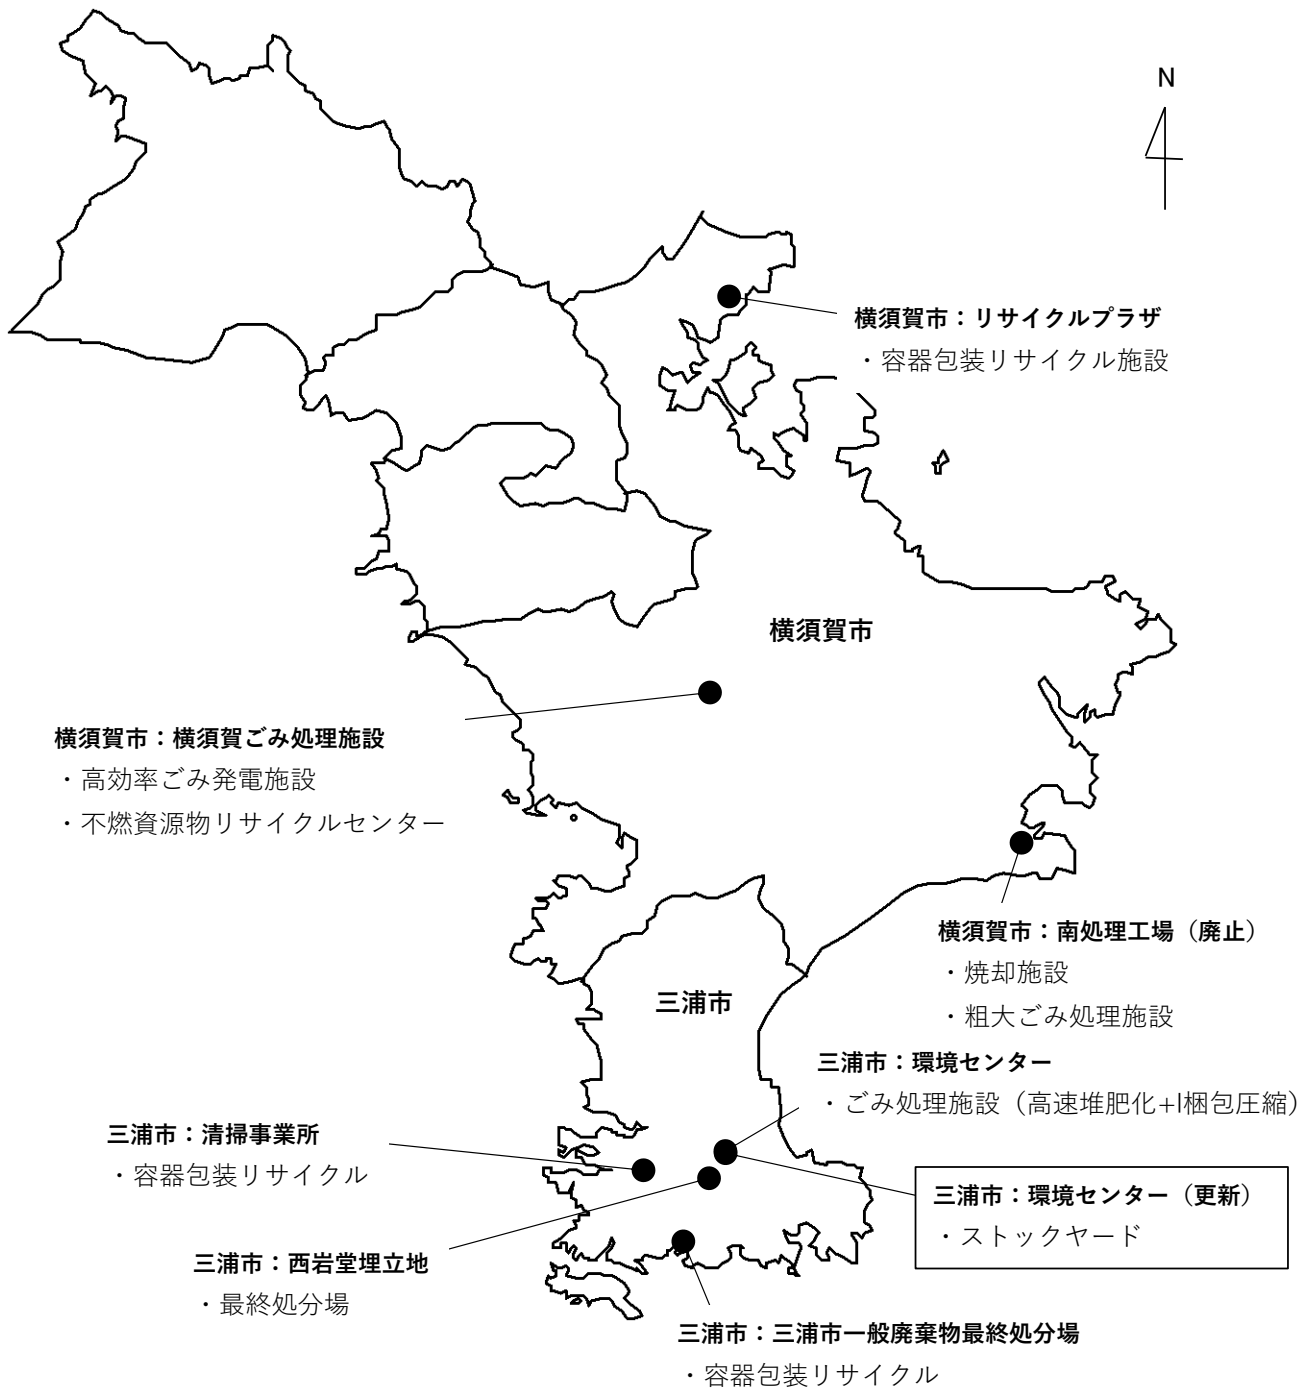 N
横須賀市：リサイクルプラザ
・容器包装リサイクル施設
横須賀市
横須賀市：横須賀ごみ処理施設
・高効率ごみ発電施設
・不燃資源物リサイクルセンター
横須賀市：南処理工場（廃止）
・焼却施設
・粗大ごみ処理施設
三浦市
三浦市：環境センター
・ごみ処理施設（高速堆肥化+l梱包圧縮）
三浦市：清掃事業所
・容器包装リサイクル
三浦市：環境センター（更新）
・ストックヤード
三浦市：西岩堂埋立地
・最終処分場
三浦市：三浦市一般廃棄物最終処分場
・容器包装リサイクル